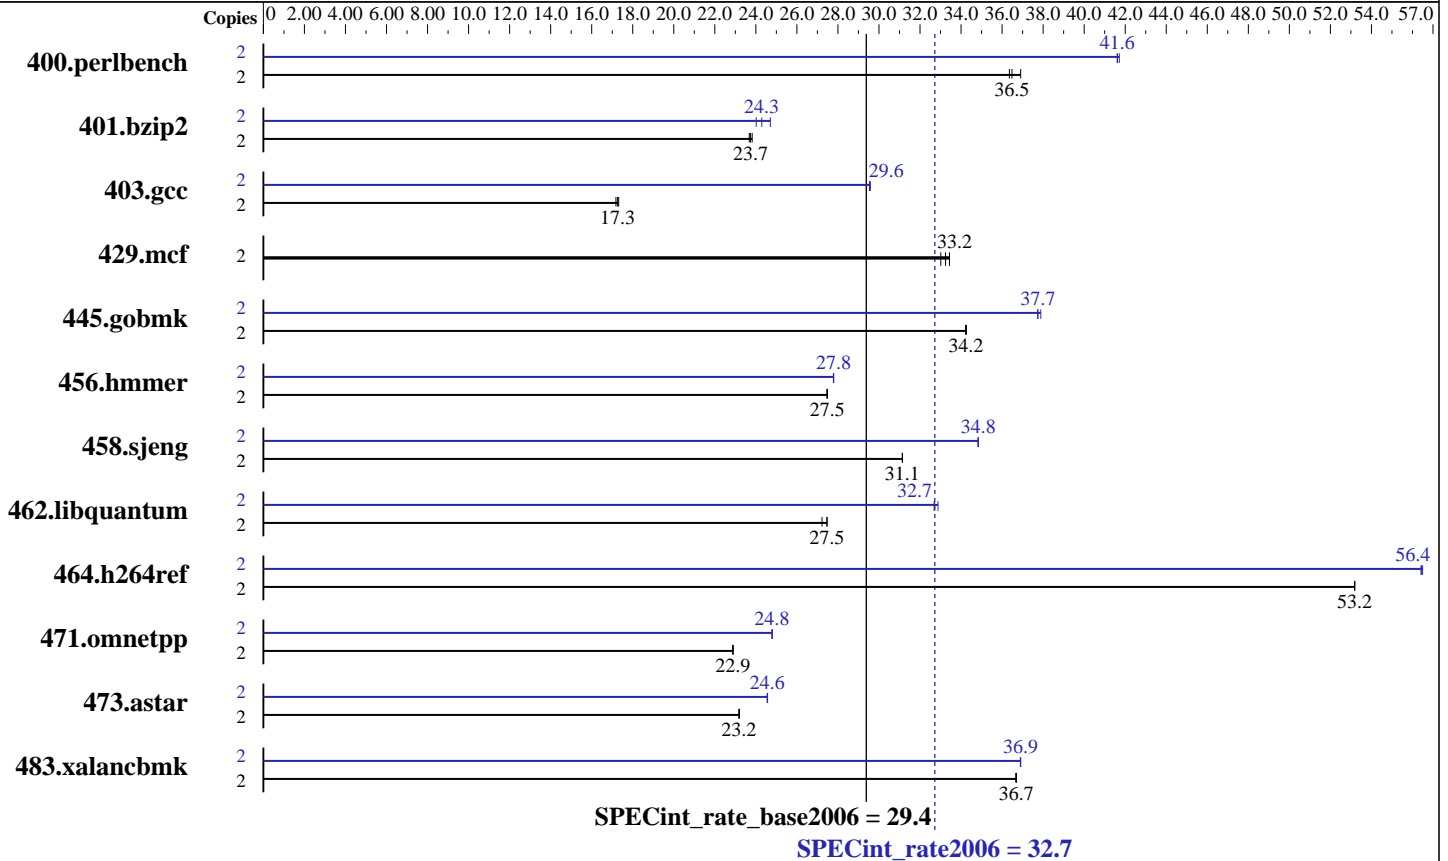 Copies 0 2.00 4.00 6.00 8.00 10.0 12.0 14.0 16.0 18.0 20.0 22.0 24.0 26.0 28.0 30.0 32.0 34.0 36.0 38.0 40.0 42.0 44.0 46.0 48.0 50.0 52.0 54.0 57.0
400.perlbench 2 41.6
2 36.5
401.bzip2 2 24.3
2 23.7
403.gcc 2 29.6
2 17.3
429.mcf 2 33.2
445.gobmk 2 37.7
2 34.2
456.hmmer 2 27.8
2 27.5
458.sjeng 2 34.8
2 31.1
462.libquantum 2 32.7
2 27.5
464.h264ref 2 56.4
2 53.2
471.omnetpp 2 24.8
2 22.9
473.astar 2 24.6
2 23.2
483.xalancbmk 2 36.9
2 36.7
SPECint_rate_base2006 = 29.4
SPECint_rate2006 = 32.7